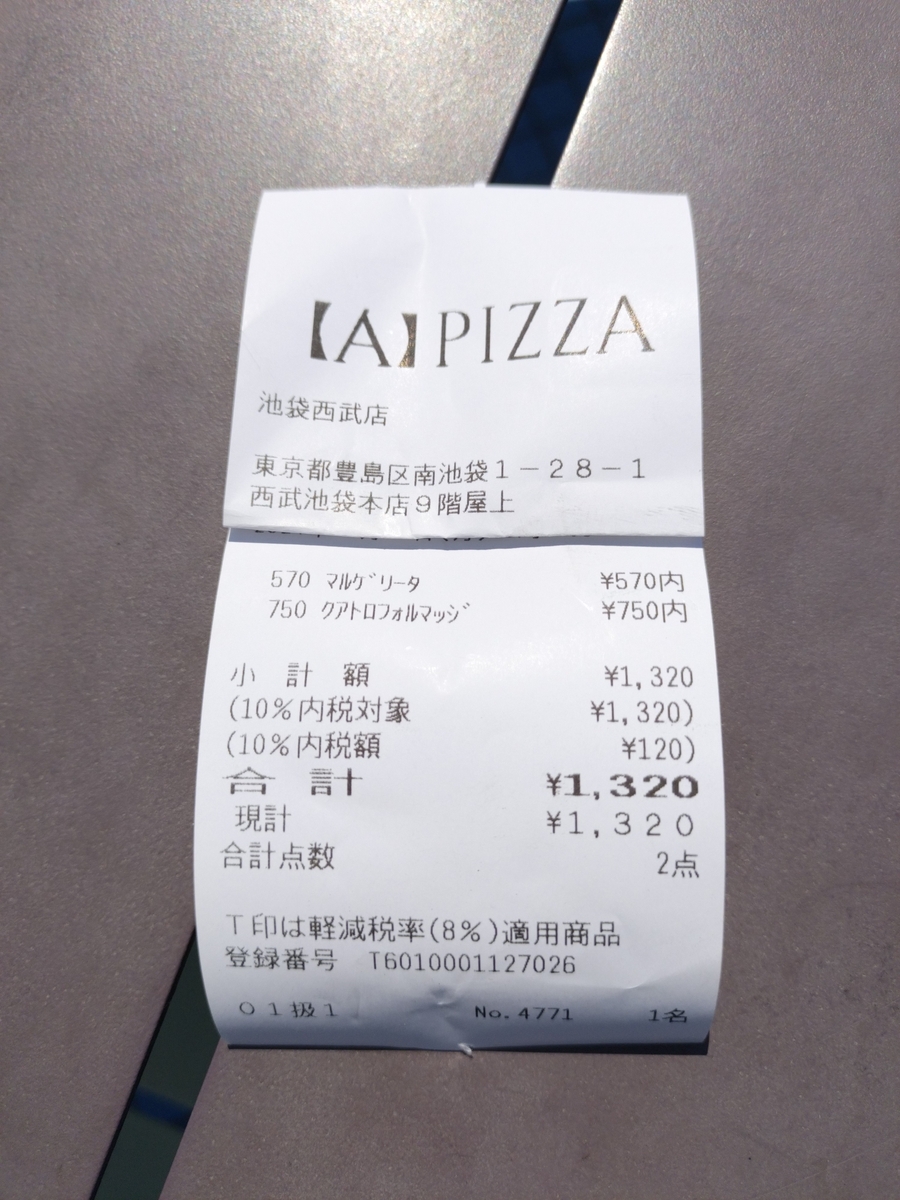 【A】PIZZA
池袋西武店
東京都豊島区南池袋1-28-1
西武池袋本店9階屋上
570 ﾏﾙｹﾞﾘｰﾀ ¥570内
750 ｸｱﾄﾛﾌｫﾙﾏｯｼﾞ ¥750内
小 計 額 ¥1,320
(10%内税対象 ¥1,320)
(10%内税額 ¥120)
合 計 ¥1,320
現計 ¥1,320
合計点数 2点
T印は軽減税率(8%)適用商品
登録番号 T6010001127026
01扱1 No.4771 1名